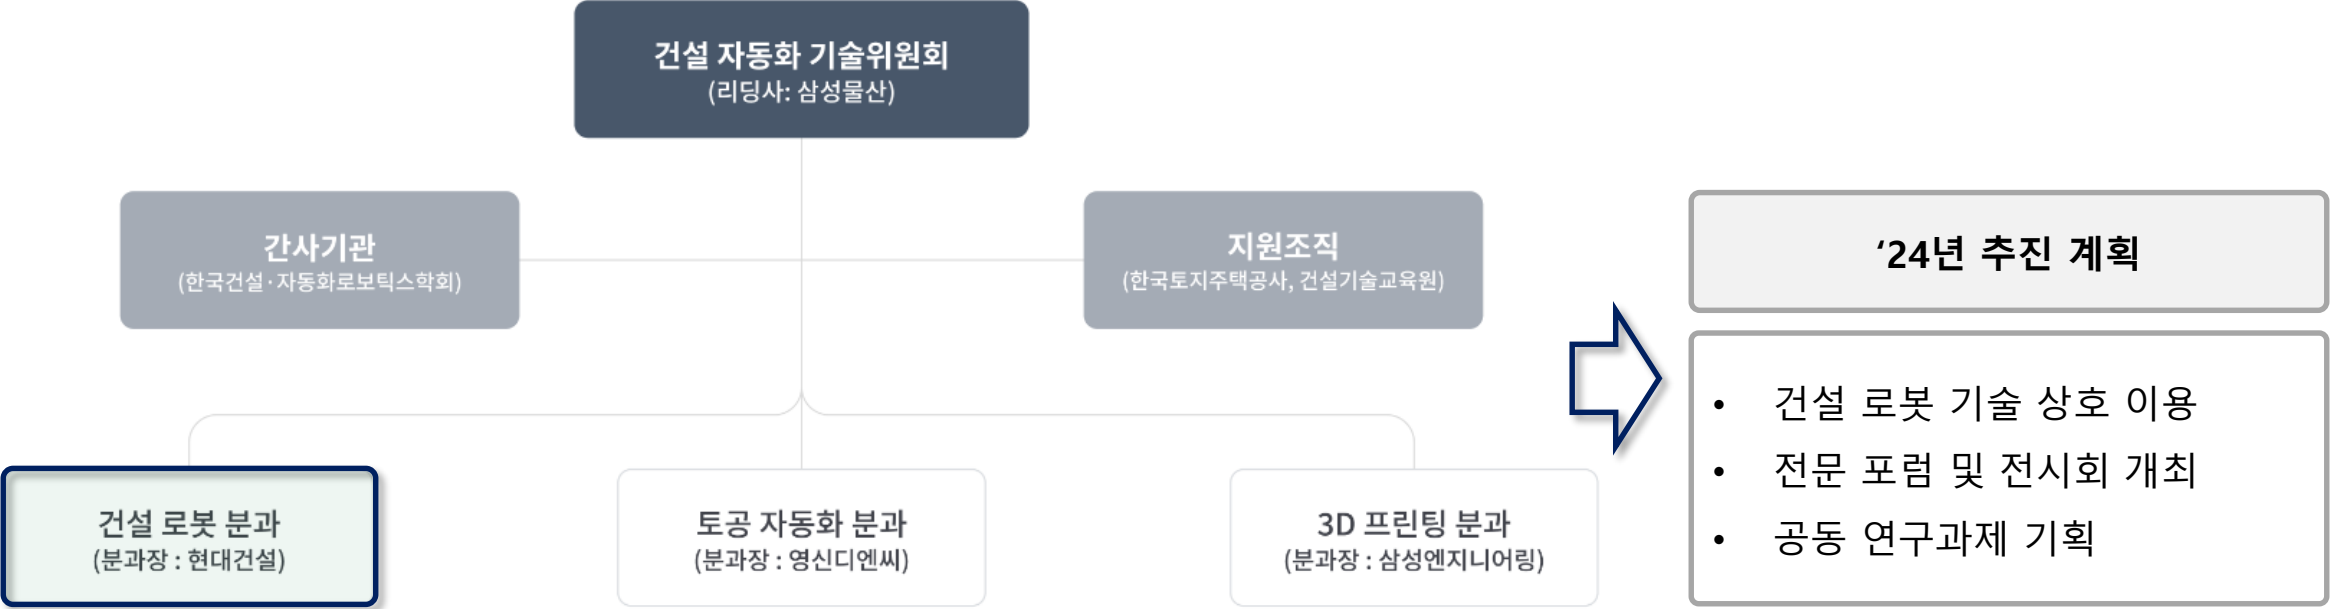 건설 자동화 기술위원회
(리딩사: 삼성물산)
간사기관
(한국건설·자동화로보틱스학회)
지원조직
(한국토지주택공사, 건설기술교육원)
건설 로봇 분과
(분과장 : 현대건설)
토공 자동화 분과
(분과장 : 영신디엔씨)
3D 프린팅 분과
(분과장 : 삼성엔지니어링)
‘24년 추진 계획
• 건설 로봇 기술 상호 이용
• 전문 포럼 및 전시회 개최
• 공동 연구과제 기획